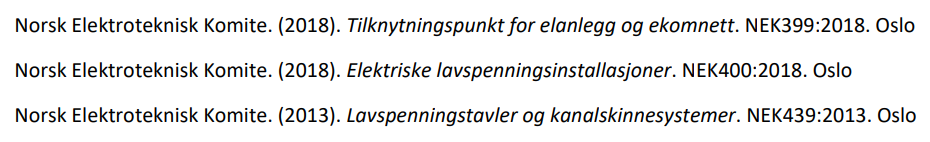 Norsk Elektroteknisk Komite. (2018). Tilknytningspunkt for elanlegg og ekomnett. NEK399:2018. Oslo
Norsk Elektroteknisk Komite. (2018). Elektriske lavspenningsinstallasjoner. NEK400:2018. Oslo
Norsk Elektroteknisk Komite. (2013). Lavspenningstavler og kanalskinnesystemer. NEK439:2013. Oslo